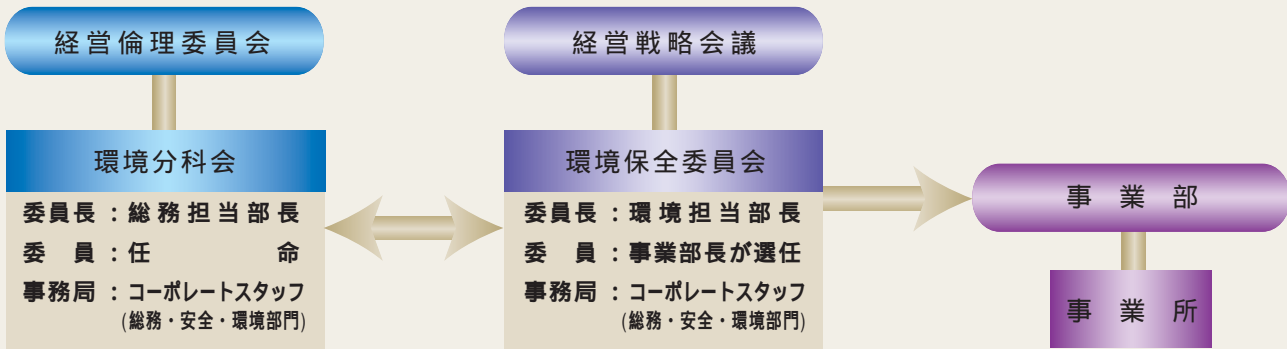 経営倫理委員会
環境分科会
委員長：総務担当部長
委　員：任　　　　命
事務局：コーポレートスタッフ
（総務・安全・環境部門）
経営戦略会議
環境保全委員会
委員長：環境担当部長
委　員：事業部長が選任
事務局：コーポレートスタッフ
（総務・安全・環境部門）
事　業　部
事　業　所